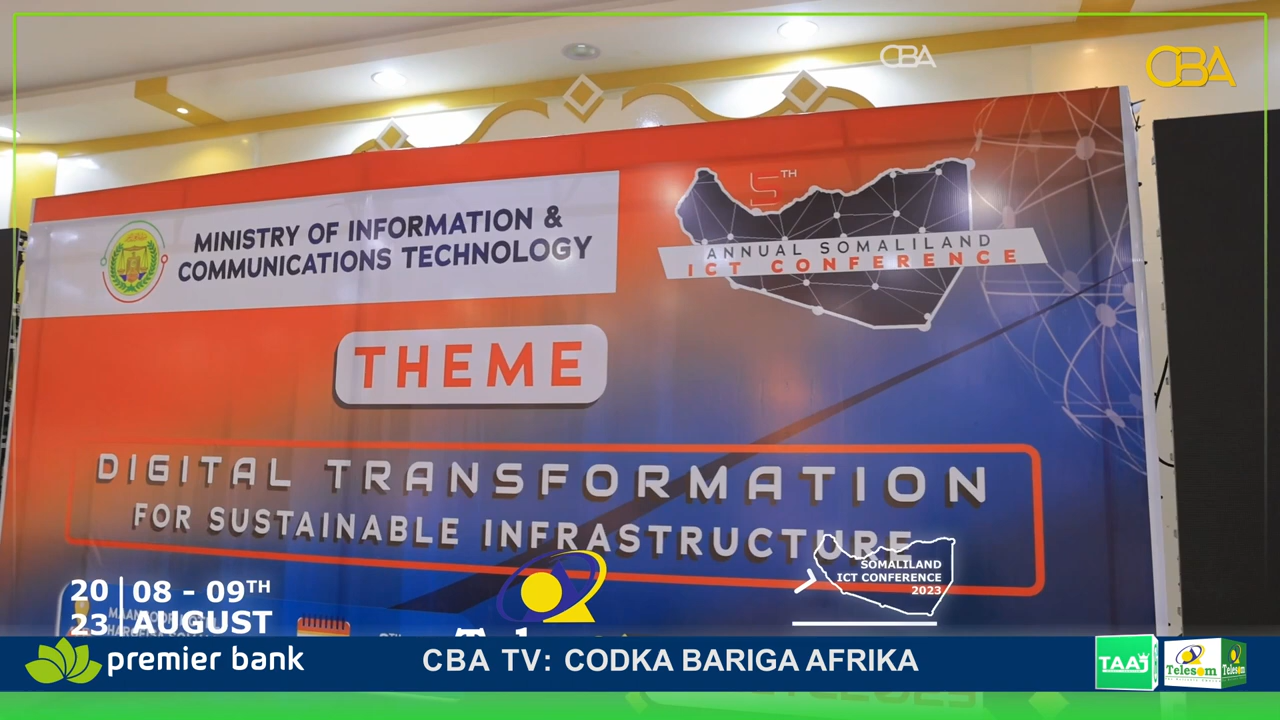 CBA
CBA
MINISTRY OF INFORMATION &
COMMUNICATIONS TECHNOLOGY
5TH
ANNUAL SOMALILAND
ICT CONFERENCE
THEME
DIGITAL TRANSFORMATION
FOR SUSTAINABLE INFRASTRUCTURE
SOMALILAND
ICT CONFERENCE
2023
20 23 | 08 - 09TH
AUGUST
premier bank
CBA TV: CODKA BARIGA AFRIKA
TAAJ
Telesom
Telesom